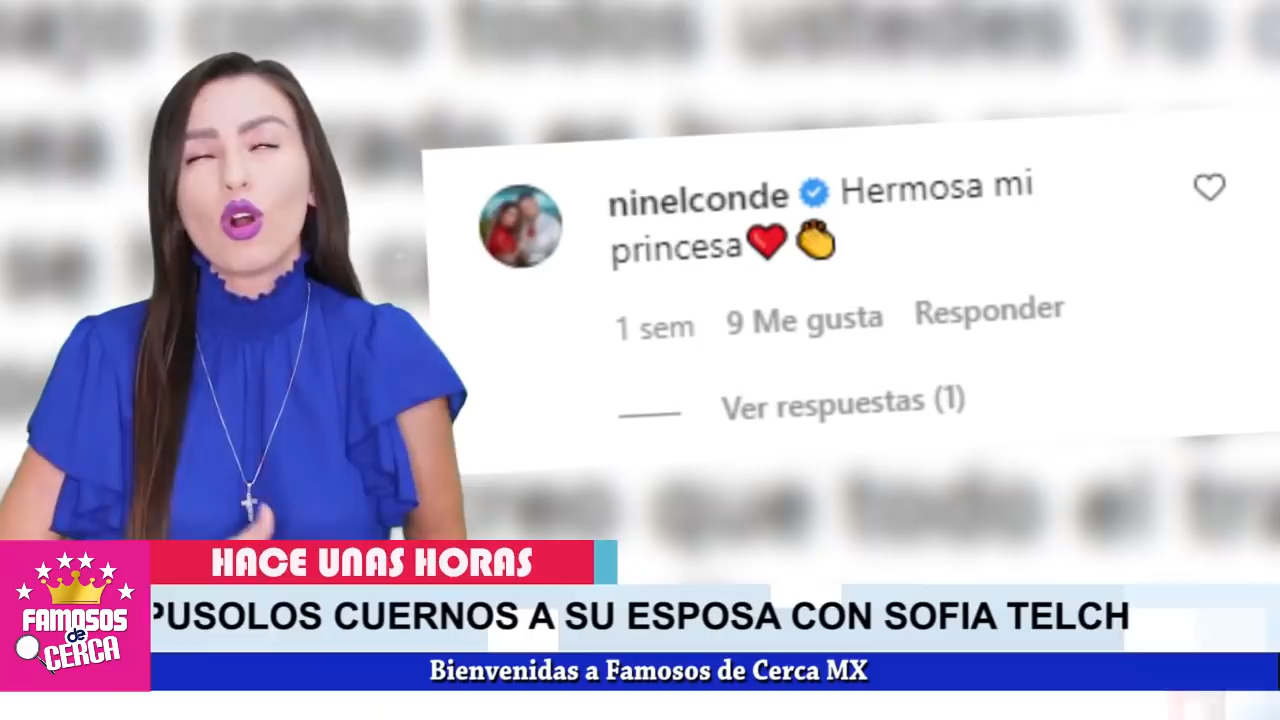 ninelconde Hermosa mi
princesa
1 sem 9 Me gusta Responder
Ver respuestas (1)
HACE UNAS HORAS
PUSOLOS CUERNOS A SU ESPOSA CON SOFIA TELCH
FAMOSOS
de
CERCA
Bienvenidas a Famosos de Cerca MX